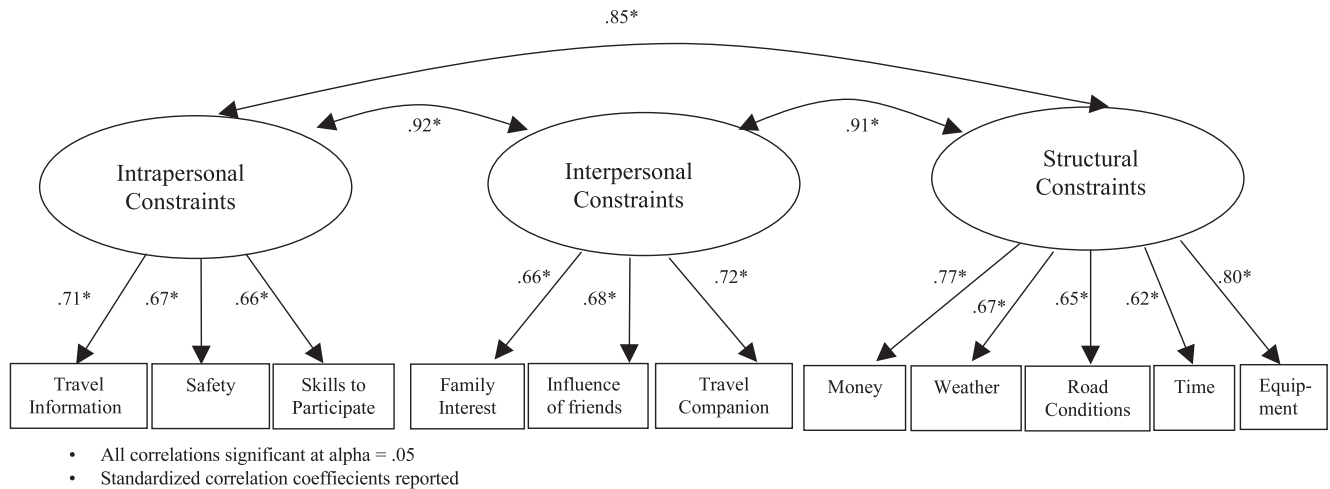 .85*
.92*
.91*
Intrapersonal
Constraints
Interpersonal
Constraints
Structural
Constraints
.71*
.67*
.66*
.66*
.68*
.72*
.77*
.67*
.65*
.62*
.80*
Travel
Information
Safety
Skills to
Participate
Family
Interest
Influence
of friends
Travel
Companion
Money
Weather
Road
Conditions
Time
Equip-
ment
• All correlations significant at alpha = .05
• Standardized correlation coeffiecients reported